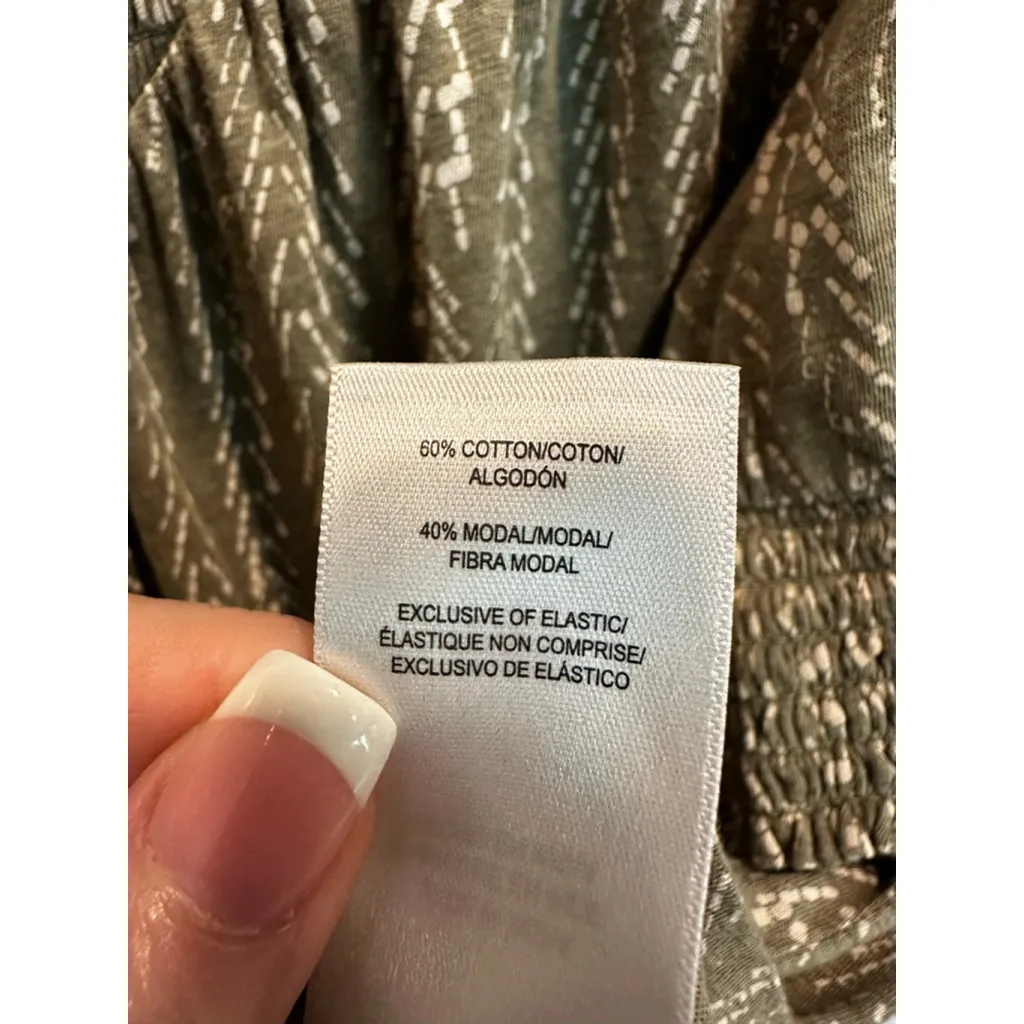 60% COTTON/COTON/
ALGODÓN
40% MODAL/MODAL/
FIBRA MODAL
EXCLUSIVE OF ELASTIC/
ÉLASTIQUE NON COMPRISE/
EXCLUSIVO DE ELÁSTICO